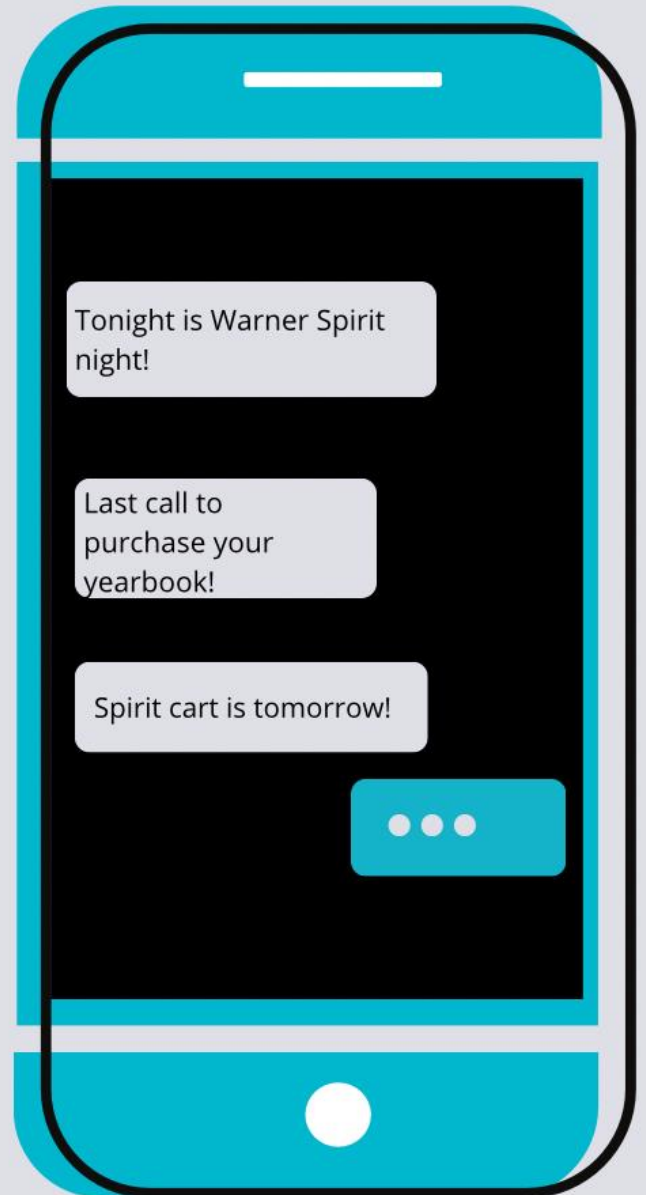 Tonight is Warner Spirit
night!
Last call to
purchase your
yearbook!
Spirit cart is tomorrow!